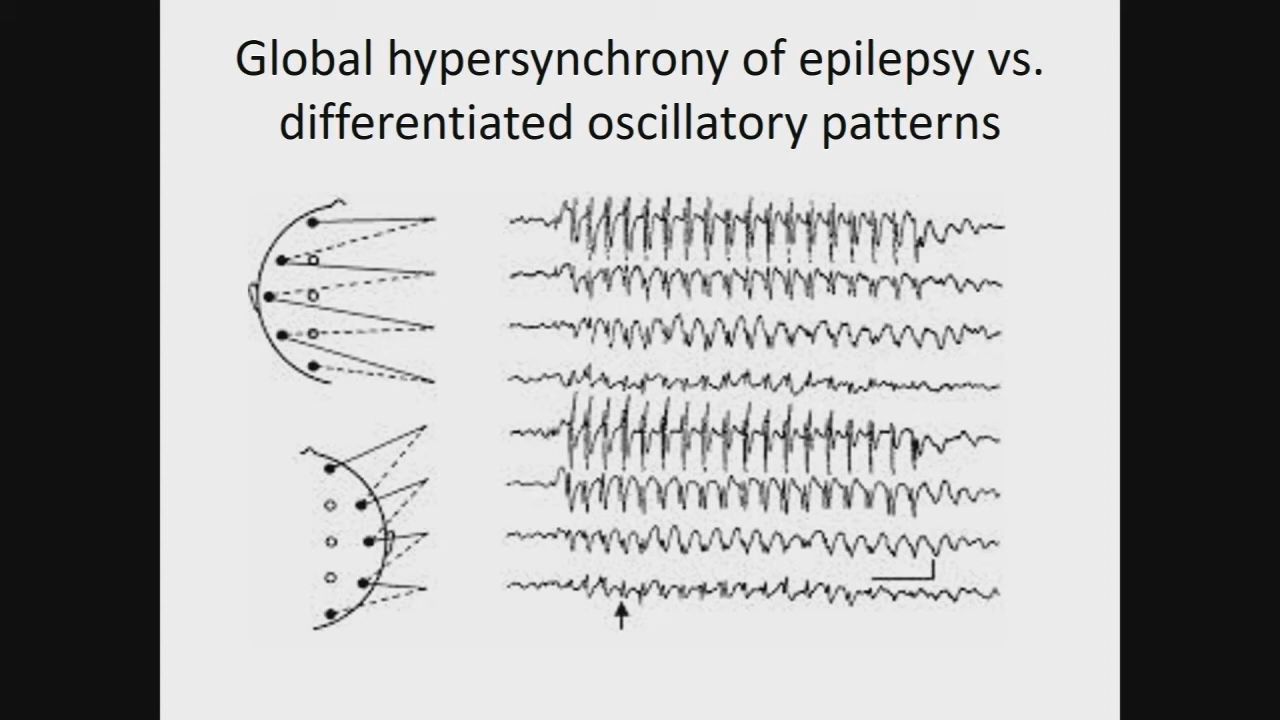 Global hypersynchrony of epilepsy vs.
differentiated oscillatory patterns